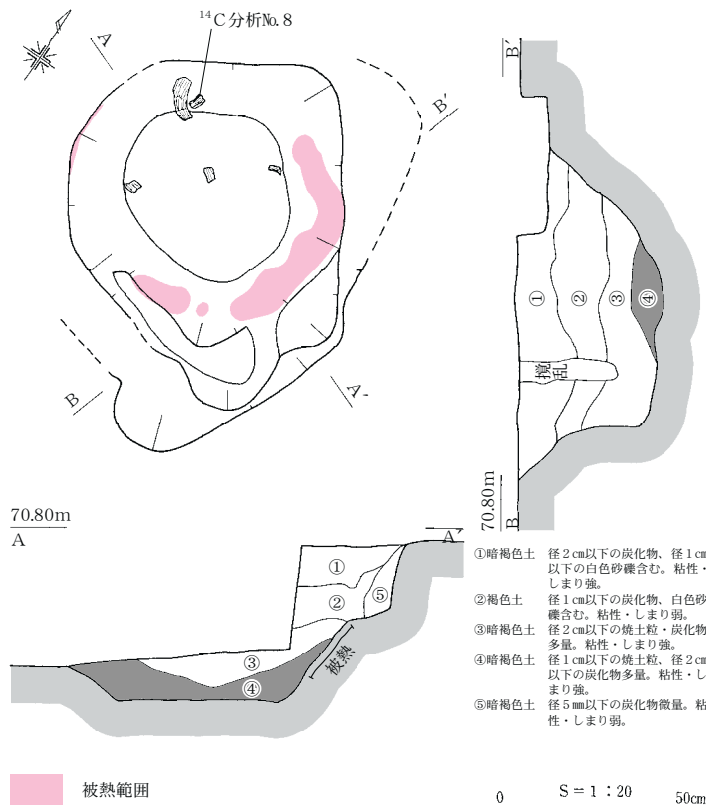 ¹⁴C分析№8
A
B′
B′
①
②
③
④
撹乱
B
A′
70.80m
B
70.80m
A
A′
①
②
⑤
③
④
被熱
①暗褐色土 径2㎝以下の炭化物、径1㎝
以下の白色砂礫含む。粘性・
しまり強。
②褐色土 径1㎝以下の炭化物、白色砂
礫含む。粘性・しまり弱。
③暗褐色土 径2㎝以下の焼土粒・炭化物
多量。粘性・しまり強。
④暗褐色土 径1㎝以下の焼土粒、径2㎝
以下の炭化物多量。粘性・し
まり強。
⑤暗褐色土 径5㎜以下の炭化物微量。粘
性・しまり弱。
被熱範囲
0 S=1:20 50cm